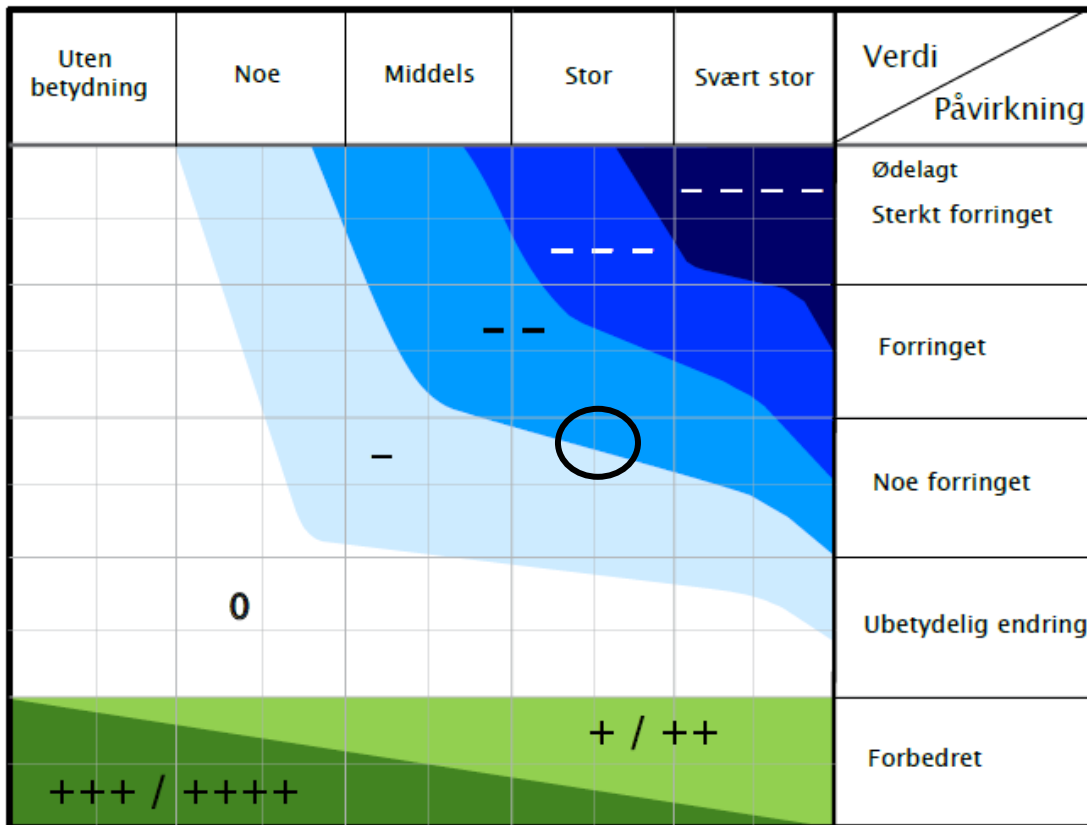 Uten
betydning
Noe
Middels
Stor
Svært stor
Verdi
Påvirkning
Ødelagt
Sterkt forringet
– – – –
– – –
– –
Forringet
–
Noe forringet
0
Ubetydelig endring
+ / ++
Forbedret
+++ / ++++